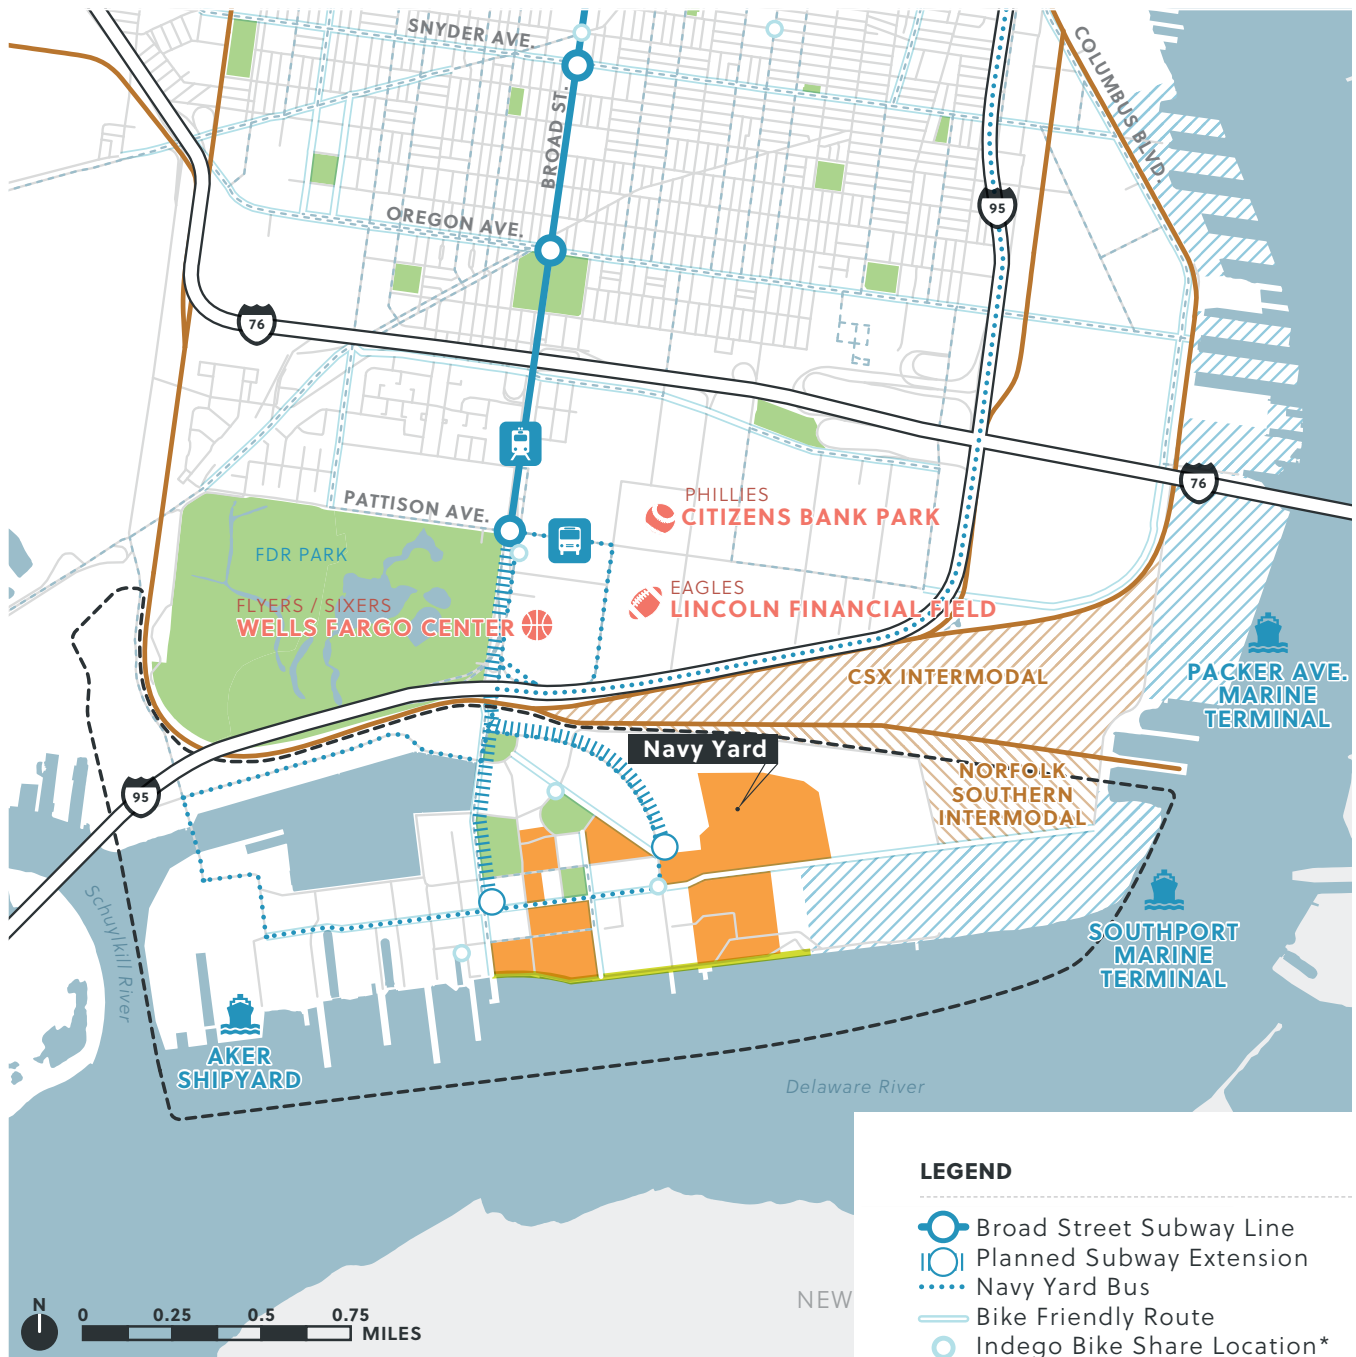 SNYDER AVE.
COLUMBUS BLVD.
BROAD ST.
95
OREGON AVE.
76
PHILLIES
CITIZENS BANK PARK
76
PATTISON AVE.
FDR PARK
EAGLES
LINCOLN FINANCIAL FIELD
FLYERS / SIXERS
WELLS FARGO CENTER
CSX INTERMODAL
PACKER AVE.
MARINE
TERMINAL
Navy Yard
NORFOLK
SOUTHERN
INTERMODAL
95
Schuylkill River
SOUTHPORT
MARINE
TERMINAL
AKER
SHIPYARD
Delaware River
LEGEND
Broad Street Subway Line
Planned Subway Extension
Navy Yard Bus
Bike Friendly Route
Indego Bike Share Location*
NEW
N
0 0.25 0.5 0.75
MILES